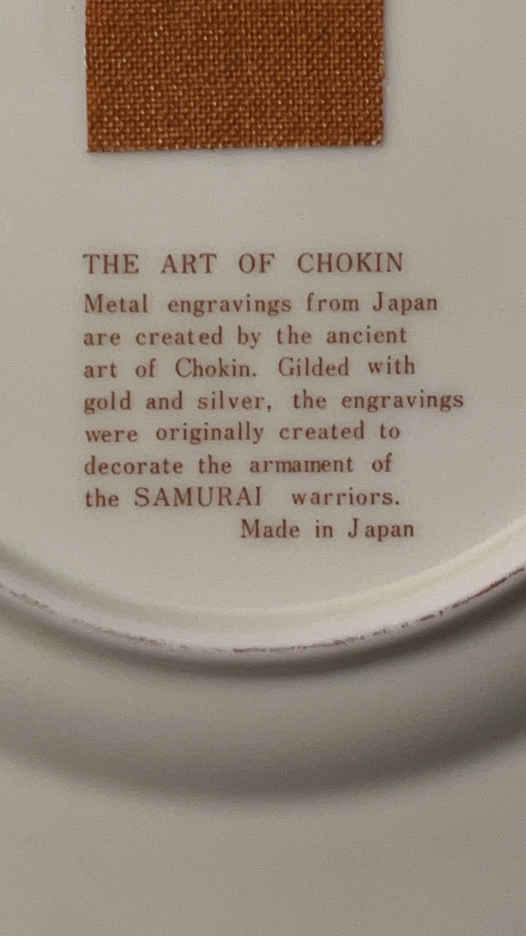 THE ART OF CHOKIN
Metal engravings from Japan
are created by the ancient
art of Chokin. Gilded with
gold and silver, the engravings
were originally created to
decorate the armament of
the SAMURAI warriors.
Made in Japan